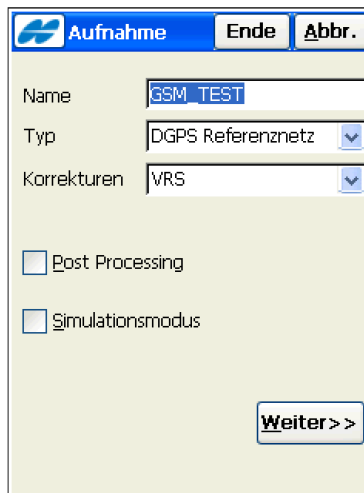 Aufnahme Ende Abbr.
Name GSM_TEST
Typ DGPS Referenznetz
Korrekturen VRS
Post Processing
Simulationsmodus
Weiter>>